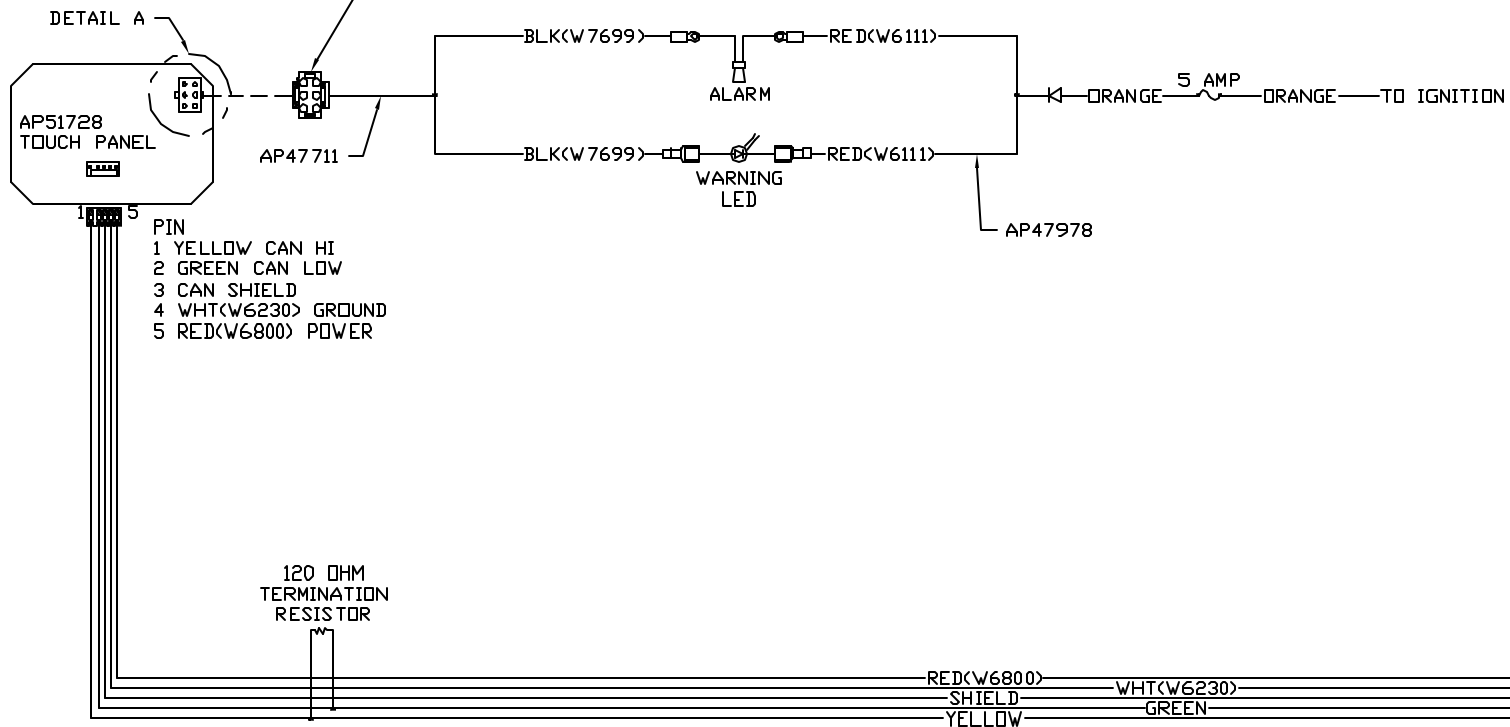 DETAIL A
BLK(W7699)
RED(W6111)
ALARM
5 AMP
ORANGE
ORANGE
TO IGNITION
AP51728
TOUCH PANEL
AP47711
BLK(W7699)
RED(W6111)
WARNING
LED
AP47978
1
5
PIN
1 YELLOW CAN HI
2 GREEN CAN LOW
3 CAN SHIELD
4 WHT(W6230) GROUND
5 RED(W6800) POWER
120 OHM
TERMINATION
RESISTOR
RED(W6800)
WHT(W6230)
SHIELD
GREEN
YELLOW